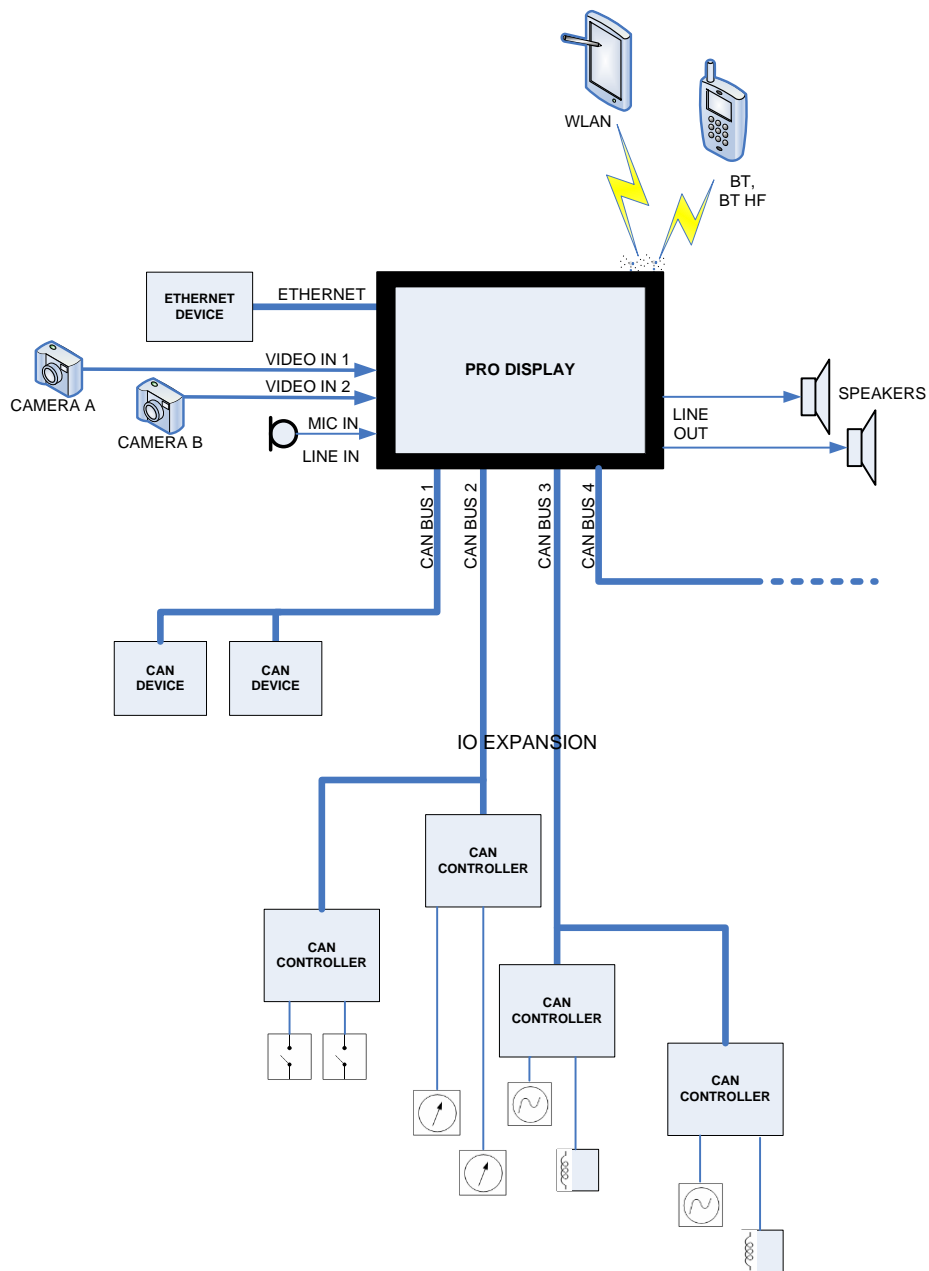 WLAN
BT,
BT HF
ETHERNET
DEVICE
ETHERNET
PRO DISPLAY
VIDEO IN 1
CAMERA A
VIDEO IN 2
CAMERA B
MIC IN
LINE IN
SPEAKERS
LINE
OUT
CAN BUS 1
CAN BUS 2
CAN BUS 3
CAN BUS 4
CAN
DEVICE
CAN
DEVICE
IO EXPANSION
CAN
CONTROLLER
CAN
CONTROLLER
CAN
CONTROLLER
CAN
CONTROLLER